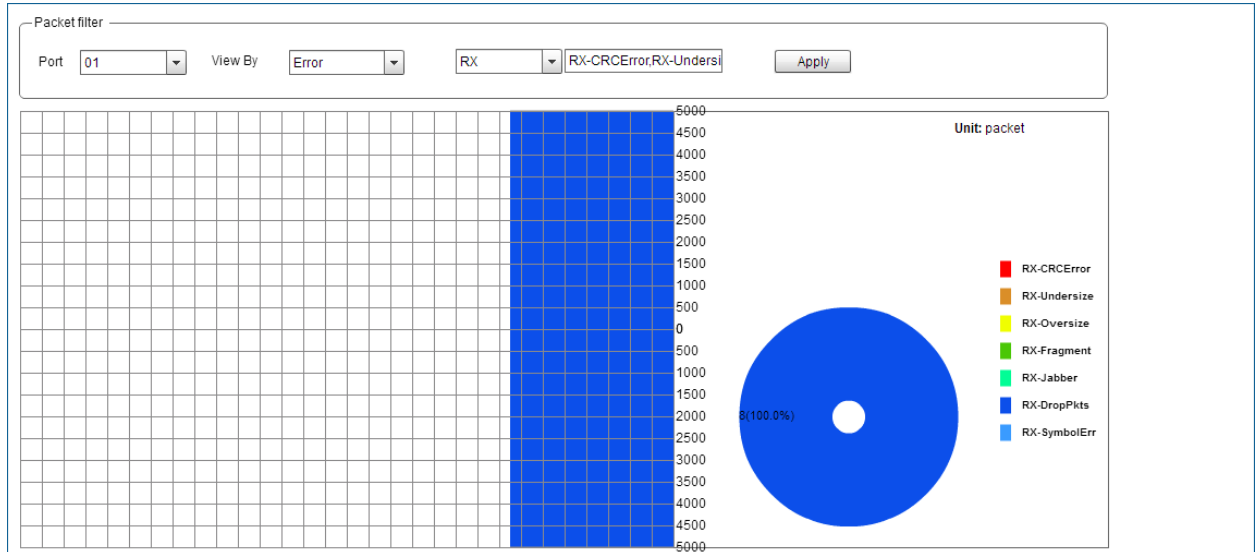 Packet filter
Port 01 View By Error RX RX-CRCError,RX-Undersi Apply
Unit: packet
5000
4500
4000
3500
3000
2500
2000
1500
1000
500
0
500
1000
1500
2000
2500
3000
3500
4000
4500
5000
8(100.0%)
RX-CRCError
RX-Undersize
RX-Oversize
RX-Fragment
RX-Jabber
RX-DropPkts
RX-SymbolErr